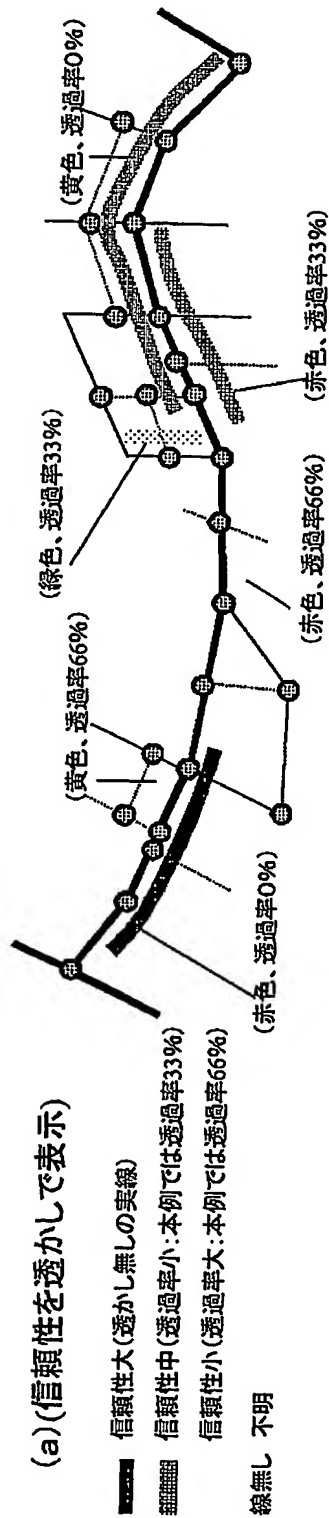 (a)(信頼性を透かしで表示)
信頼性大(透かし無しの実線)
信頼性中(透過率小:本例では透過率33%)
信頼性小(透過率大:本例では透過率66%)
線無し 不明
(赤色、透過率0%)
(黄色、透過率66%)
(赤色、透過率66%)
(緑色、透過率33%)
(赤色、透過率33%)
(黄色、透過率0%)